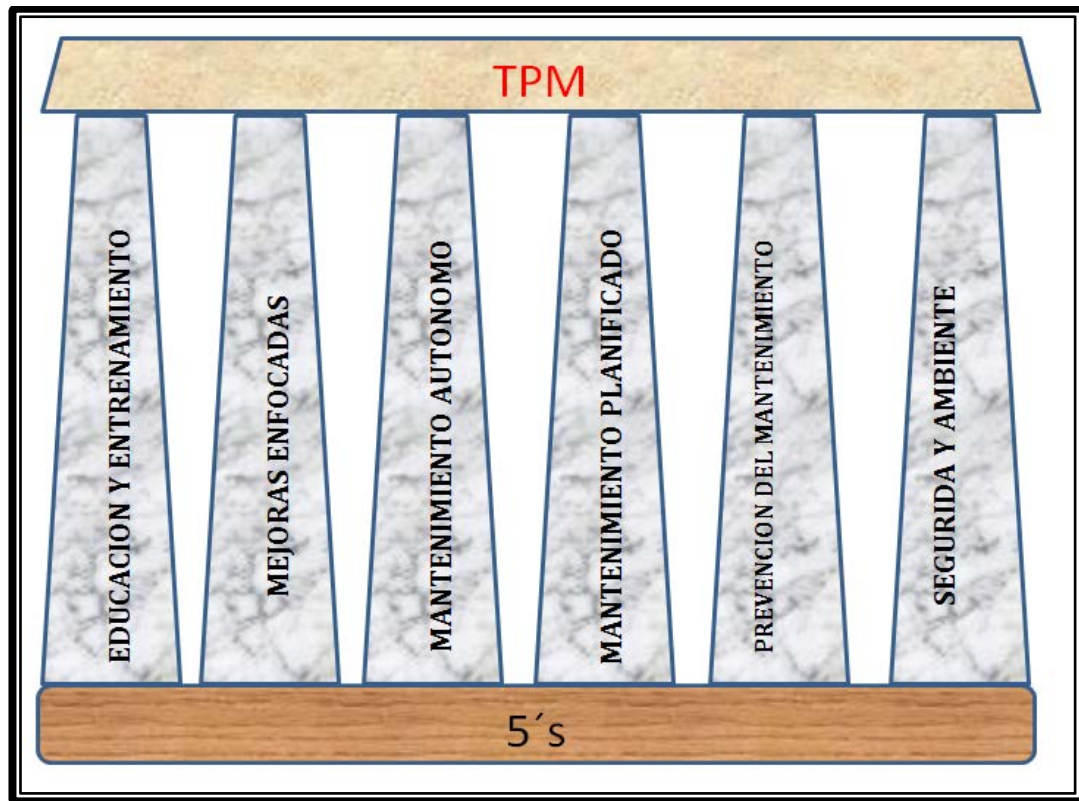 TPM
EDUCACION Y ENTRENAMIENTO
MEJORAS ENFOCADAS
MANTENIMIENTO AUTONOMO
MANTENIMIENTO PLANIFICADO
PREVENCION DEL MANTENIMIENTO
SEGURIDA Y AMBIENTE
5´s